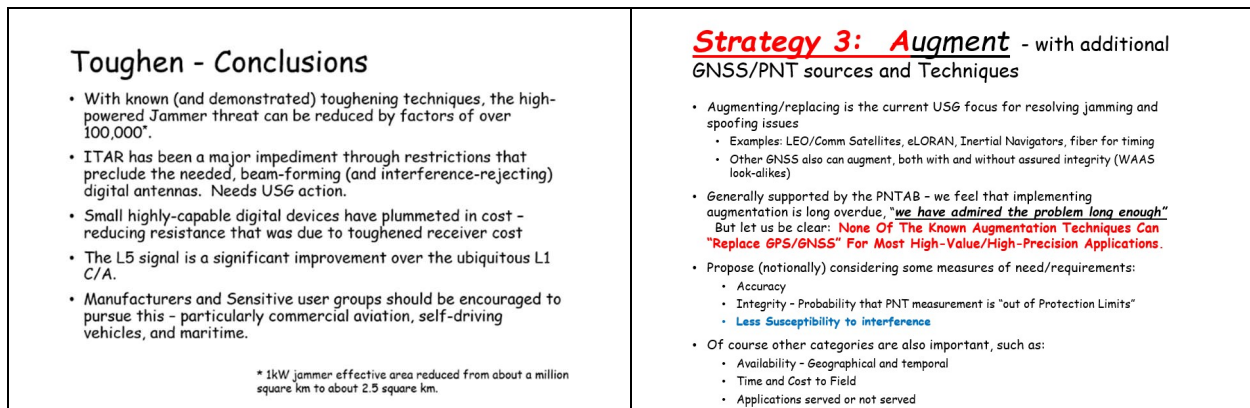 Toughen - Conclusions
• With known (and demonstrated) toughening techniques, the high-
powered Jammer threat can be reduced by factors of over
100,000*.
• ITAR has been a major impediment through restrictions that
preclude the needed, beam-forming (and interference-rejecting)
digital antennas. Needs USG action.
• Small highly-capable digital devices have plummeted in cost –
reducing resistance that was due to toughened receiver cost
• The L5 signal is a significant improvement over the ubiquitous L1
C/A.
• Manufacturers and Sensitive user groups should be encouraged to
pursue this – particularly commercial aviation, self-driving
vehicles, and maritime.
* 1kW jammer effective area reduced from about a million
square km to about 2.5 square km.
Strategy 3: Augment - with additional
GNSS/PNT sources and Techniques
• Augmenting/replacing is the current USG focus for resolving jamming and
spoofing issues
• Examples: LEO/Comm Satellites, eLORAN, Inertial Navigators, fiber for timing
• Other GNSS also can augment, both with and without assured integrity (WAAS
look-alikes)
• Generally supported by the PNTAB – we feel that implementing
augmentation is long overdue, "we have admired the problem long enough"
But let us be clear: None Of The Known Augmentation Techniques Can
"Replace GPS/GNSS" For Most High-Value/High-Precision Applications.
• Propose (notionally) considering some measures of need/requirements:
• Accuracy
• Integrity – Probability that PNT measurement is "out of Protection Limits"
• Less Susceptibility to interference
• Of course other categories are also important, such as:
• Availability – Geographical and temporal
• Time and Cost to Field
• Applications served or not served